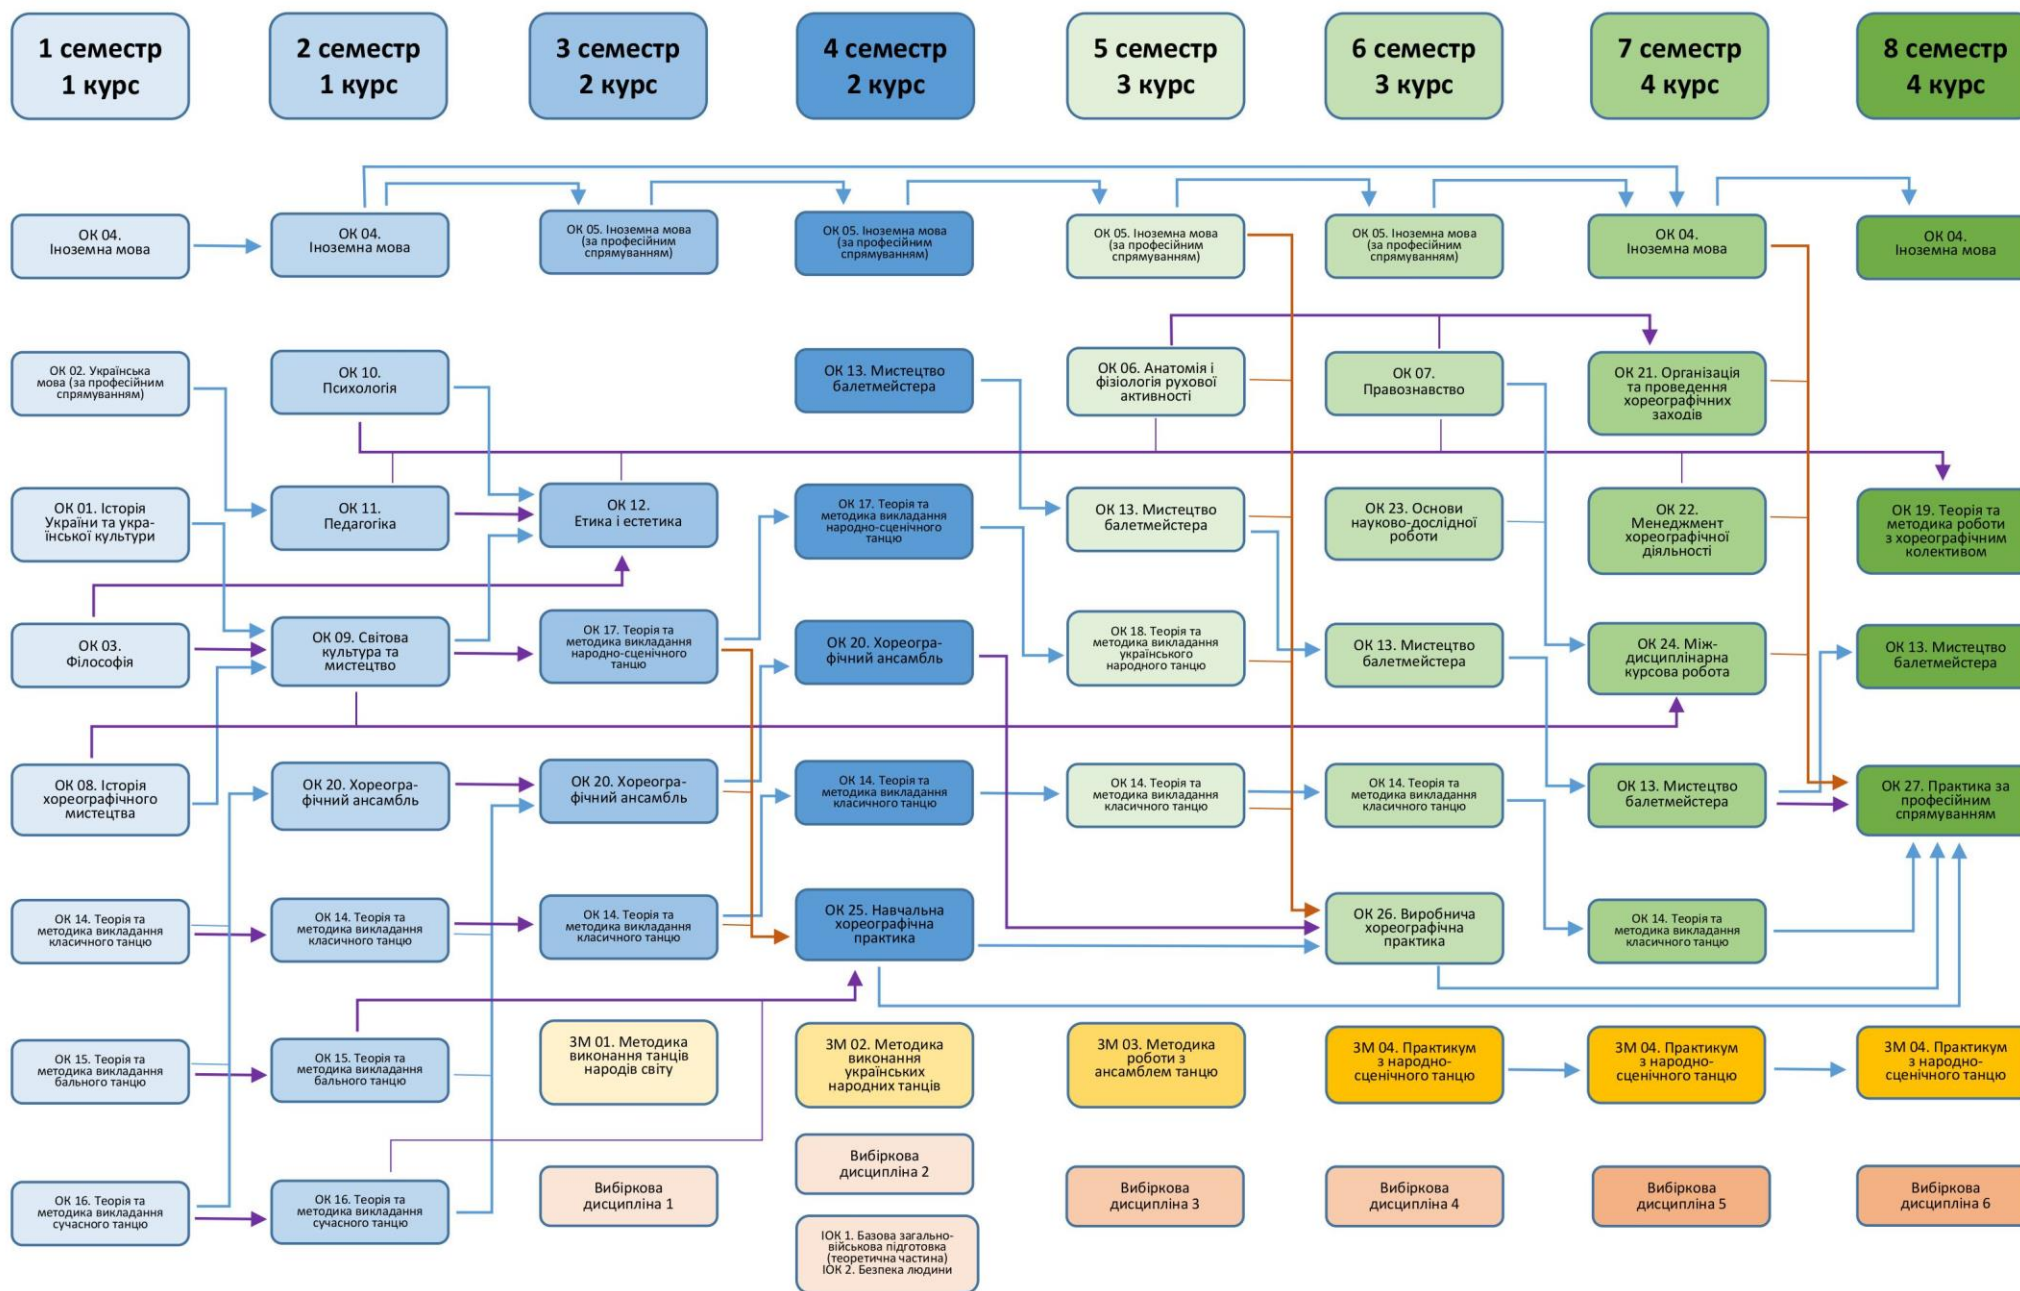 1 семестр
1 курс
2 семестр
1 курс
3 семестр
2 курс
4 семестр
2 курс
5 семестр
3 курс
6 семестр
3 курс
7 семестр
4 курс
8 семестр
4 курс
ОК 04.
Іноземна мова
ОК 04.
Іноземна мова
ОК 05. Іноземна мова
(за професійним
спрямуванням)
ОК 05. Іноземна мова
(за професійним
спрямуванням)
ОК 05. Іноземна мова
(за професійним
спрямуванням)
ОК 05. Іноземна мова
(за професійним
спрямуванням)
ОК 04.
Іноземна мова
ОК 04.
Іноземна мова
ОК 02. Українська
мова (за професійним
спрямуванням)
ОК 10.
Психологія
ОК 13. Мистецтво
балетмейстера
ОК 06. Анатомія і
фізіологія рухової
активності
ОК 07.
Правознавство
ОК 21. Організація
та проведення
хореографічних
заходів
ОК 01. Історія
України та укра-
їнської культури
ОК 11.
Педагогіка
ОК 12.
Етика і естетика
ОК 17. Теорія та
методика викладання
народно-сценічного
танцю
ОК 13. Мистецтво
балетмейстера
ОК 23. Основи
науково-дослідної
роботи
ОК 22.
Менеджмент
хореографічної
діяльності
ОК 19. Теорія та
методика роботи
з хореографічним
колективом
ОК 03.
Філософія
ОК 09. Світова
культура та
мистецтво
ОК 17. Теорія та
методика викладання
народно-сценічного
танцю
ОК 20. Хореогра-
фічний ансамбль
ОК 18. Теорія та
методика викладання
українського
народного танцю
ОК 13. Мистецтво
балетмейстера
ОК 24. Між-
дисциплінарна
курсова робота
ОК 13. Мистецтво
балетмейстера
ОК 08. Історія
хореографічного
мистецтва
ОК 20. Хореогра-
фічний ансамбль
ОК 20. Хореогра-
фічний ансамбль
ОК 14. Теорія та
методика викладання
класичного танцю
ОК 14. Теорія та
методика викладання
класичного танцю
ОК 14. Теорія та
методика викладання
класичного танцю
ОК 13. Мистецтво
балетмейстера
ОК 27. Практика за
професійним
спрямуванням
ОК 14. Теорія та
методика викладання
класичного танцю
ОК 14. Теорія та
методика викладання
класичного танцю
ОК 14. Теорія та
методика викладання
класичного танцю
ОК 25. Навчальна
хореографічна
практика
ОК 26. Виробнича
хореографічна
практика
ОК 14. Теорія та
методика викладання
класичного танцю
ОК 15. Теорія та
методика викладання
бального танцю
ОК 15. Теорія та
методика викладання
бального танцю
ЗМ 01. Методика
виконання танців
народів світу
ЗМ 02. Методика
виконання
українських
народних танців
ЗМ 03. Методика
роботи з
ансамблем танцю
ЗМ 04. Практикум
з народно-
сценічного танцю
ЗМ 04. Практикум
з народно-
сценічного танцю
ЗМ 04. Практикум
з народно-
сценічного танцю
ОК 16. Теорія та
методика викладання
сучасного танцю
ОК 16. Теорія та
методика викладання
сучасного танцю
Вибіркова
дисципліна 1
Вибіркова
дисципліна 2
Вибіркова
дисципліна 3
Вибіркова
дисципліна 4
Вибіркова
дисципліна 5
Вибіркова
дисципліна 6
ІОК 1. Базова загально-
військова підготовка
(теоретична частина)
ІОК 2. Безпека людини